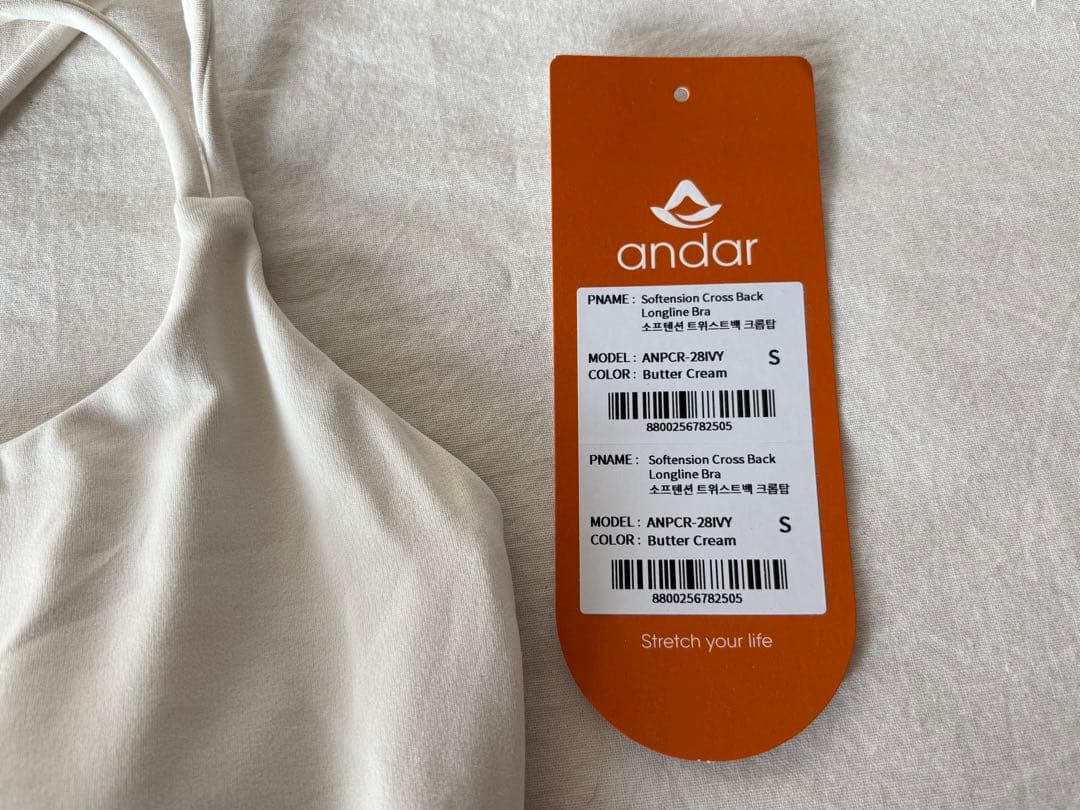 andar
PNAME : Softension Cross Back
Longline Bra
소프텐션 트위스트백 크롭탑
MODEL : ANPCR-28IVY S
COLOR : Butter Cream
8800256782505
PNAME : Softension Cross Back
Longline Bra
소프텐션 트위스트백 크롭탑
MODEL : ANPCR-28IVY S
COLOR : Butter Cream
8800256782505
Stretch your life